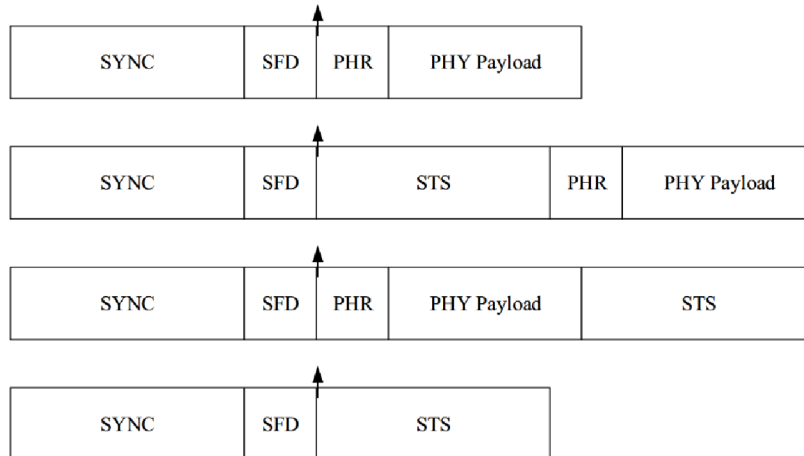 SYNC SFD PHR PHY Payload
SYNC SFD STS PHR PHY Payload
SYNC SFD PHR PHY Payload STS
SYNC SFD STS